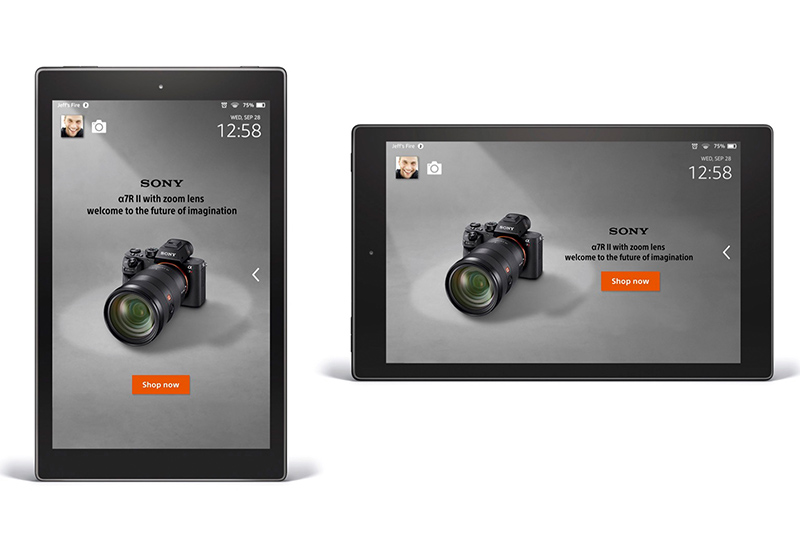 Jeff's Fire
75%
WED, SEP 28
12:58
SONY
α7R II with zoom lens
welcome to the future of imagination
SONY
α
Shop now
Jeff's Fire
75%
WED, SEP 28
12:58
SONY
α7R II with zoom lens
welcome to the future of imagination
SONY
Shop now